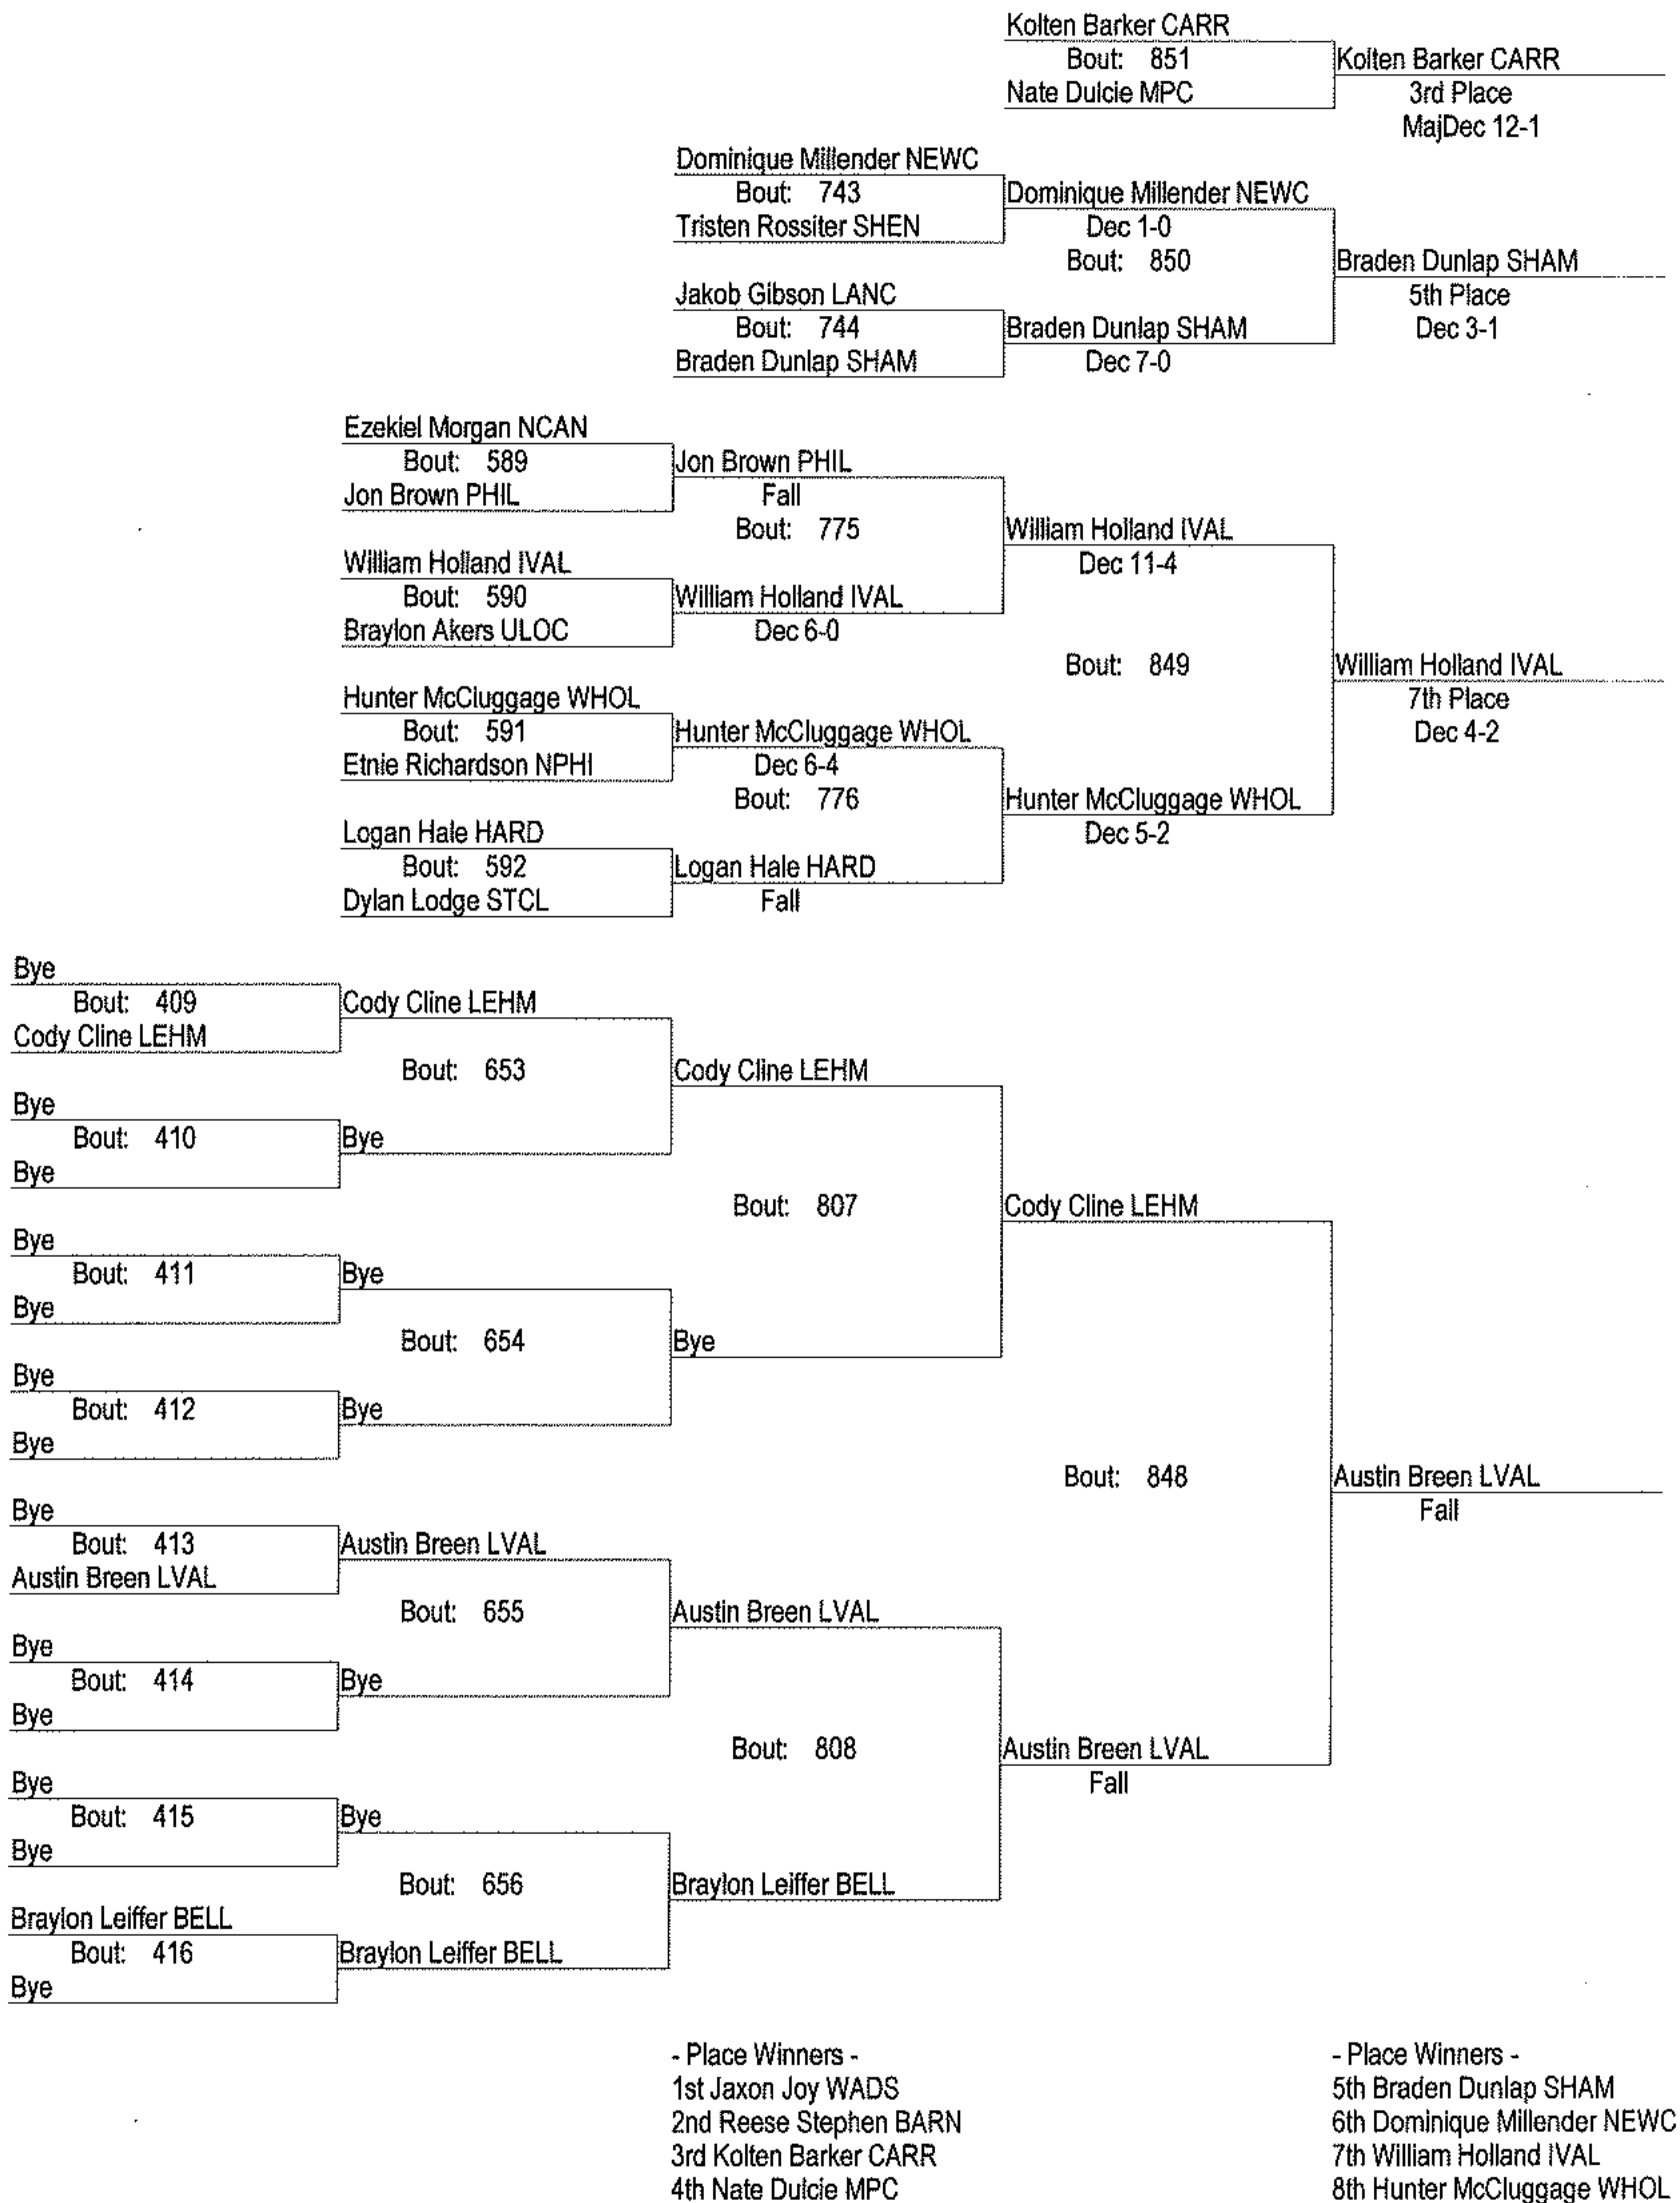 Kolten Barker CARR
Bout: 851
Kolten Barker CARR
Nate Dulcie MPC
3rd Place
MajDec 12-1
Dominique Millender NEWC
Bout: 743
Dominique Millender NEWC
Tristen Rossiter SHEN
Dec 1-0
Bout: 850
Braden Dunlap SHAM
Jakob Gibson LANC
5th Place
Bout: 744
Braden Dunlap SHAM
Dec 3-1
Braden Dunlap SHAM
Dec 7-0
Ezekiel Morgan NCAN
Bout: 589
Jon Brown PHIL
Jon Brown PHIL
Fall
Bout: 775
William Holland IVAL
William Holland IVAL
Dec 11-4
Bout: 590
William Holland IVAL
Braylon Akers ULOC
Dec 6-0
Bout: 849
William Holland IVAL
Hunter McCluggage WHOL
7th Place
Bout: 591
Hunter McCluggage WHOL
Dec 4-2
Etnie Richardson NPHI
Dec 6-4
Bout: 776
Hunter McCluggage WHOL
Logan Hale HARD
Dec 5-2
Bout: 592
Logan Hale HARD
Dylan Lodge STCL
Fall
Bye
Bout: 409
Cody Cline LEHM
Cody Cline LEHM
Bout: 653
Cody Cline LEHM
Bye
Bout: 410
Bye
Bye
Bout: 807
Cody Cline LEHM
Bye
Bout: 411
Bye
Bye
Bout: 654
Bye
Bye
Bout: 412
Bye
Bye
Bout: 848
Austin Breen LVAL
Bye
Fall
Bout: 413
Austin Breen LVAL
Austin Breen LVAL
Bout: 655
Austin Breen LVAL
Bye
Bout: 414
Bye
Bye
Bout: 808
Austin Breen LVAL
Bye
Fall
Bout: 415
Bye
Bye
Bout: 656
Braylon Leiffer BELL
Braylon Leiffer BELL
Bout: 416
Braylon Leiffer BELL
Bye
- Place Winners -
1st Jaxon Joy WADS
2nd Reese Stephen BARN
3rd Kolten Barker CARR
4th Nate Dulcie MPC
- Place Winners -
5th Braden Dunlap SHAM
6th Dominique Millender NEWC
7th William Holland IVAL
8th Hunter McCluggage WHOL